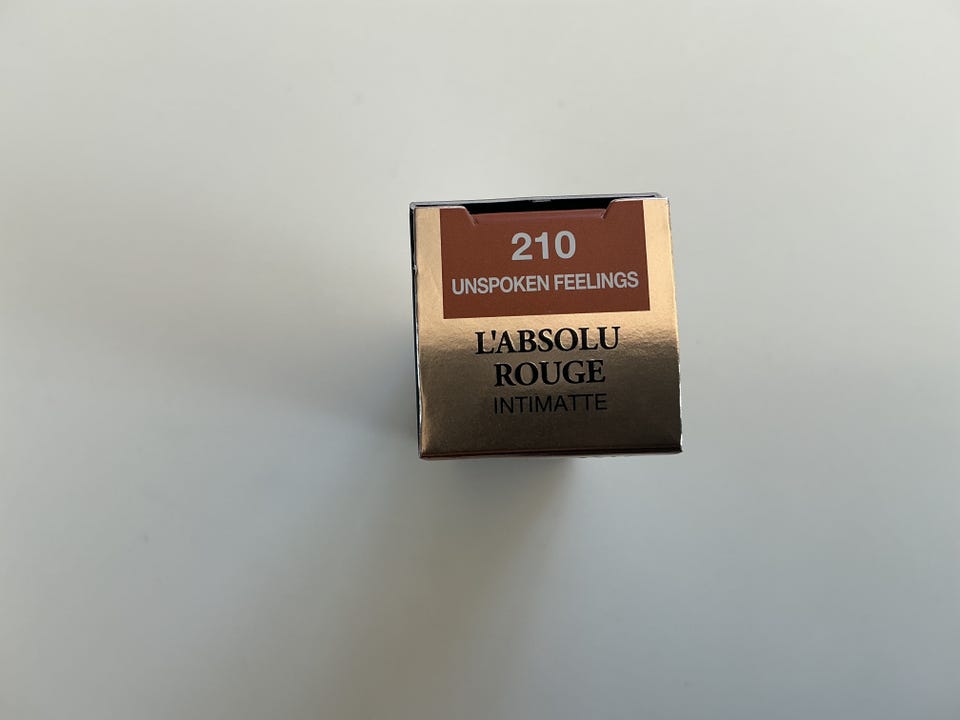 210
UNSPOKEN FEELINGS
L'ABSOLU
ROUGE
INTIMATTE